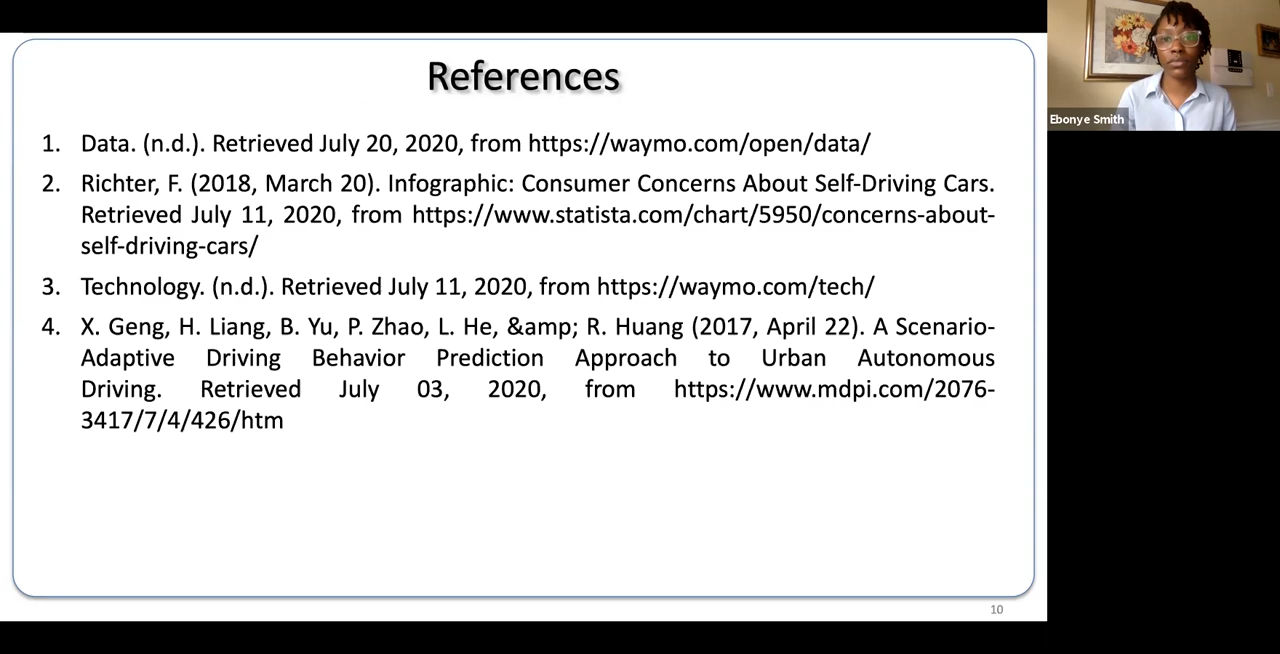 References
1. Data. (n.d.). Retrieved July 20, 2020, from https://waymo.com/open/data/
2. Richter, F. (2018, March 20). Infographic: Consumer Concerns About Self-Driving Cars.
Retrieved July 11, 2020, from https://www.statista.com/chart/5950/concerns-about-
self-driving-cars/
3. Technology. (n.d.). Retrieved July 11, 2020, from https://waymo.com/tech/
4. X. Geng, H. Liang, B. Yu, P. Zhao, L. He, &amp; R. Huang (2017, April 22). A Scenario-
Adaptive Driving Behavior Prediction Approach to Urban Autonomous
Driving. Retrieved July 03, 2020, from https://www.mdpi.com/2076-
3417/7/4/426/htm
10
Ebonye Smith